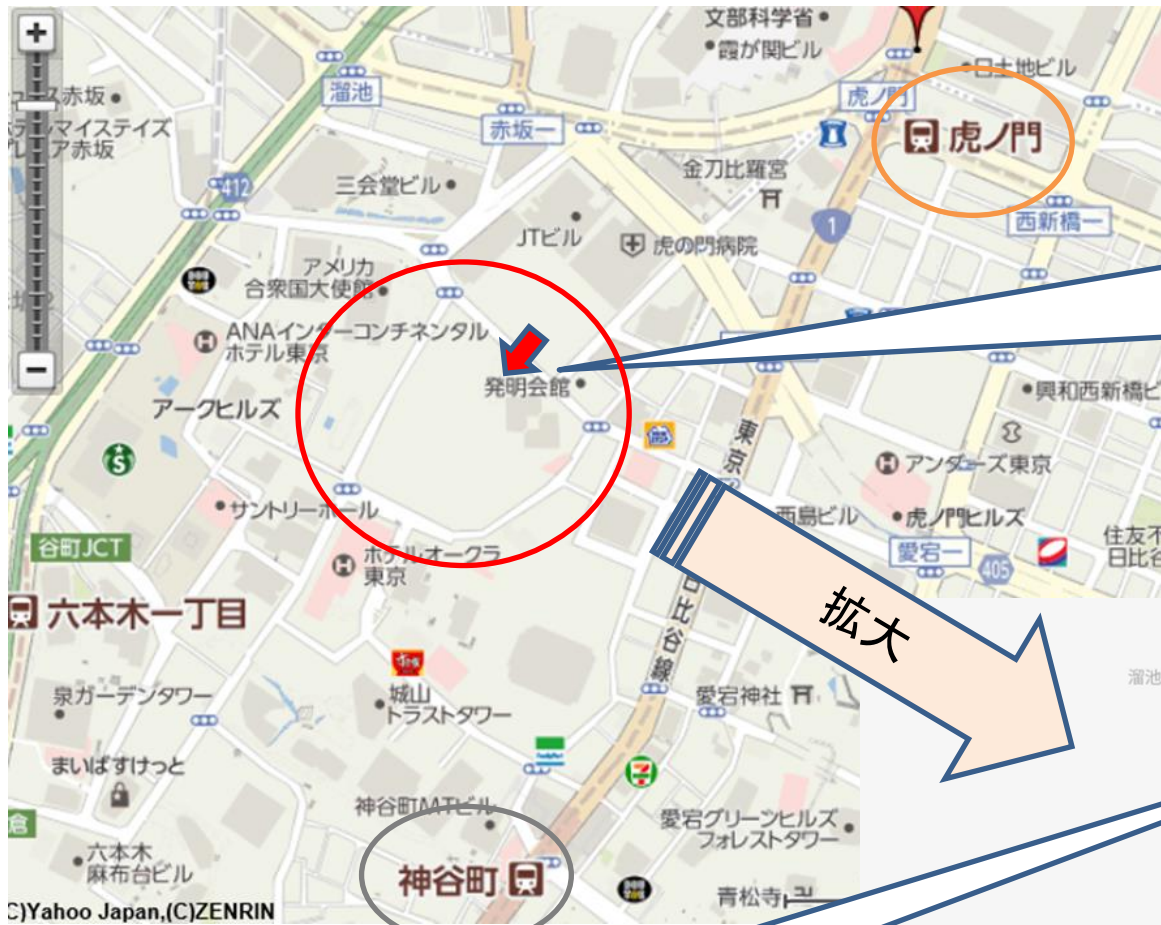 文部科学省
霞が関ビル
日土地ビル
溜池
虎ノ門
赤坂
赤坂一
虎ノ門
マイステイズ
ア赤坂
金刀比羅宮
412
三会堂ビル
西新橋一
1
JTビル
虎の門病院
アメリカ
合衆国大使館
ANAインターコンチネンタル
ホテル東京
発明会館
興和西新橋ビ
アークヒルズ
東京
アンダーズ東京
サントリーホール
西島ビル
虎ノ門ヒルズ
谷町JCT
ホテルオークラ
東京
愛宕一
405
住友不
日比谷
六本木一丁目
日比谷線
拡大
泉ガーデンタワー
城山
トラストタワー
愛宕神社
溜池
まいばすけっと
神谷町MTビル
愛宕グリーンヒルズ
フォレストタワー
六本木
麻布台ビル
神谷町
青松寺
C)Yahoo Japan,(C)ZENRIN